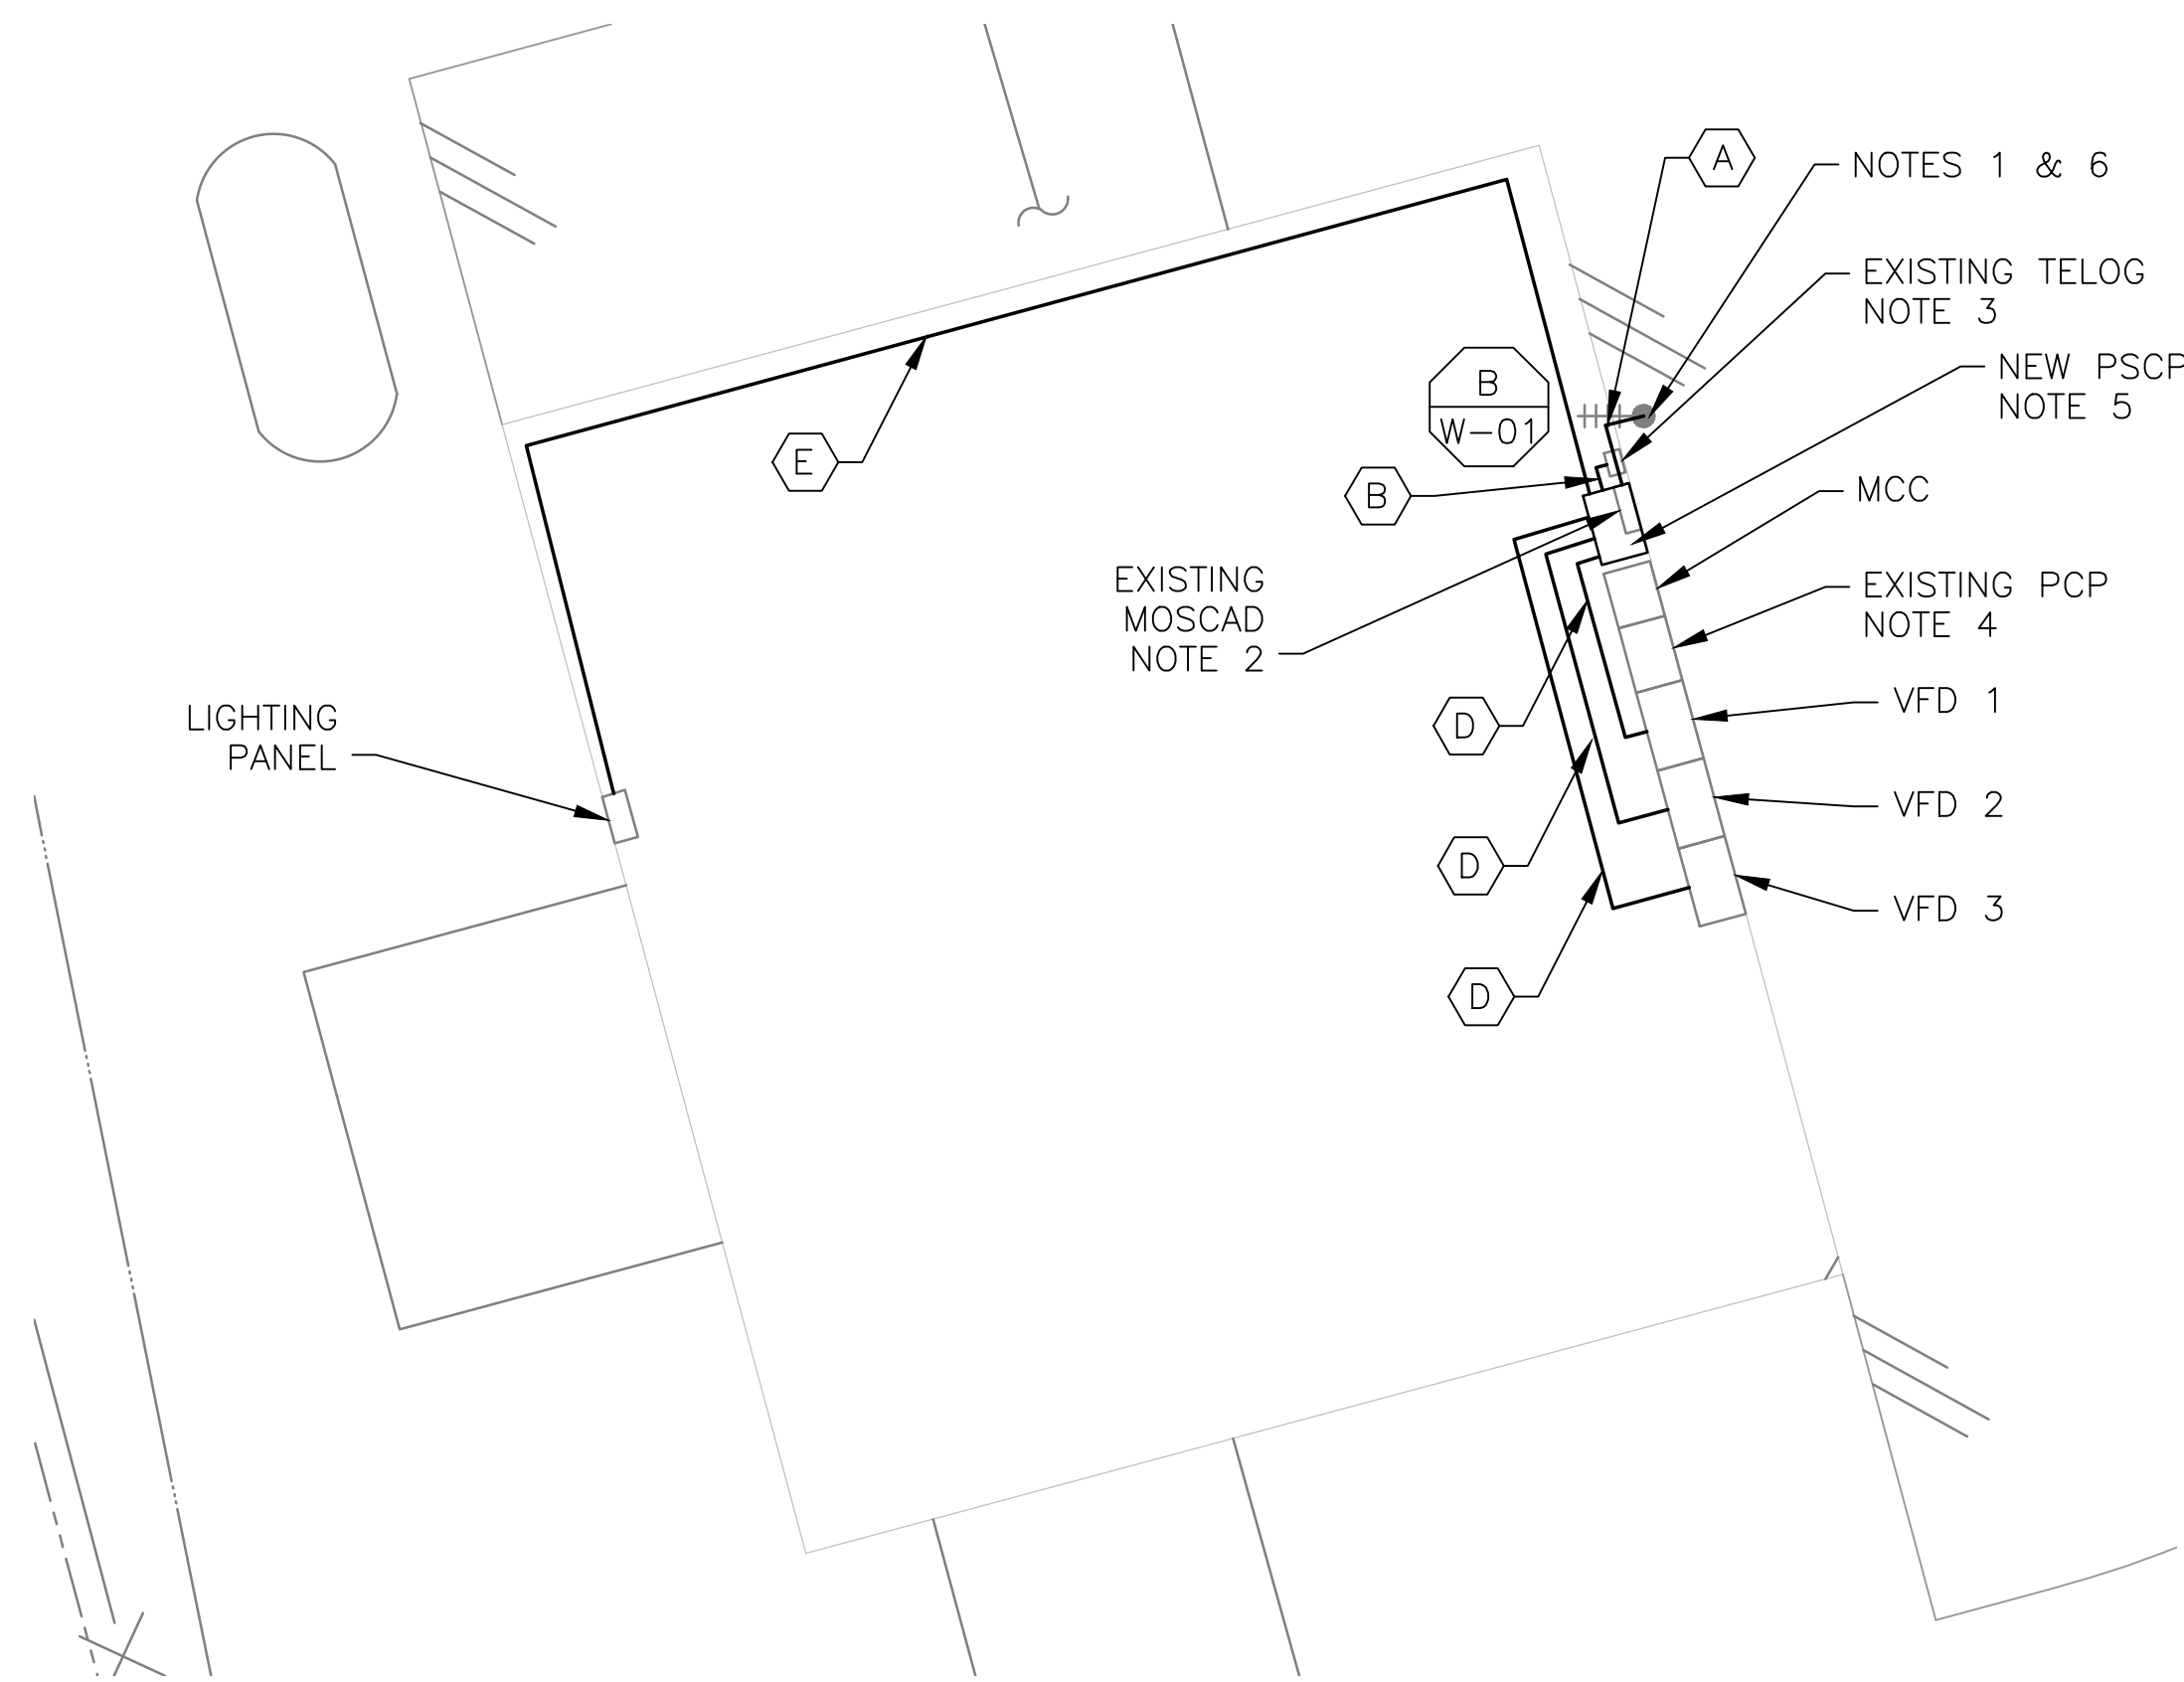 A
NOTES 1 & 6
EXISTING TELOG
NOTE 3
NEW PSCP
NOTE 5
B
W-01
E
B
MCC
EXISTING
MOSCAD
NOTE 2
EXISTING PCP
NOTE 4
LIGHTING
PANEL
D
VFD 1
D
VFD 2
D
VFD 3